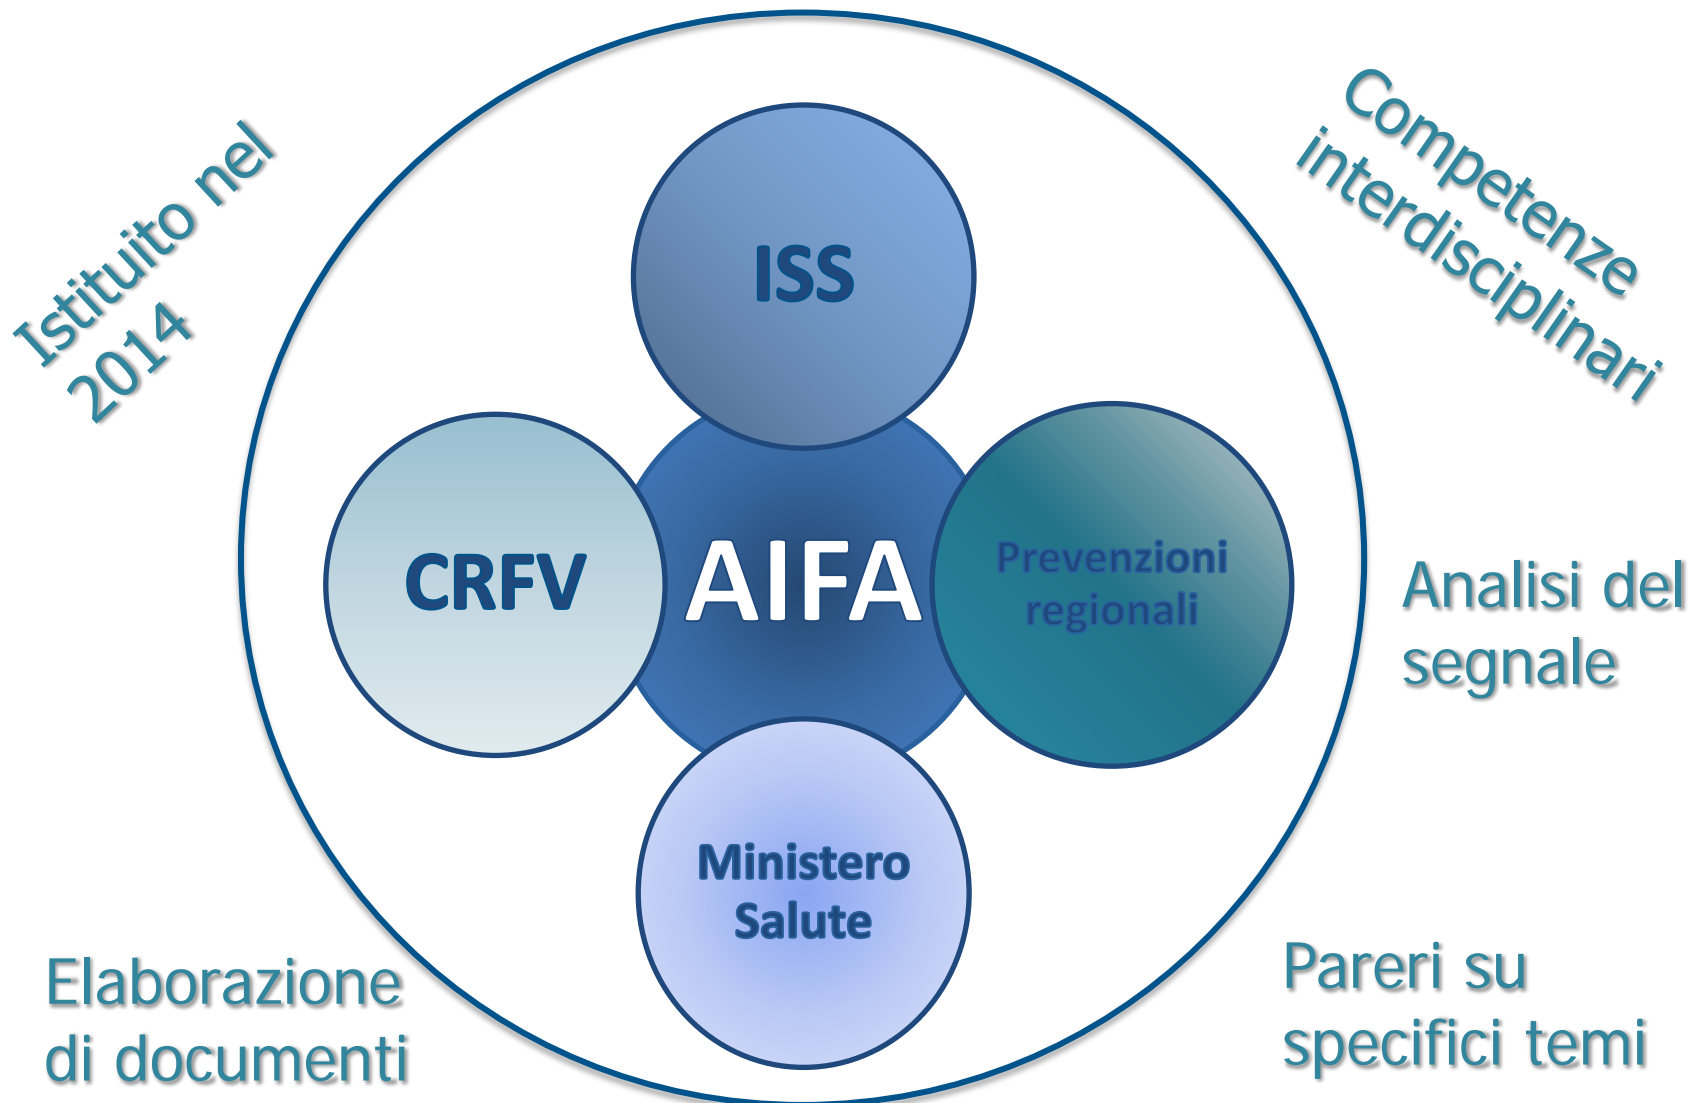 Istituito nel
2014
Competenze
interdisciplinari
ISS
CRFV
AIFA
Prevenzioni
regionali
Analisi del
segnale
Ministero
Salute
Elaborazione
di documenti
Pareri su
specifici temi